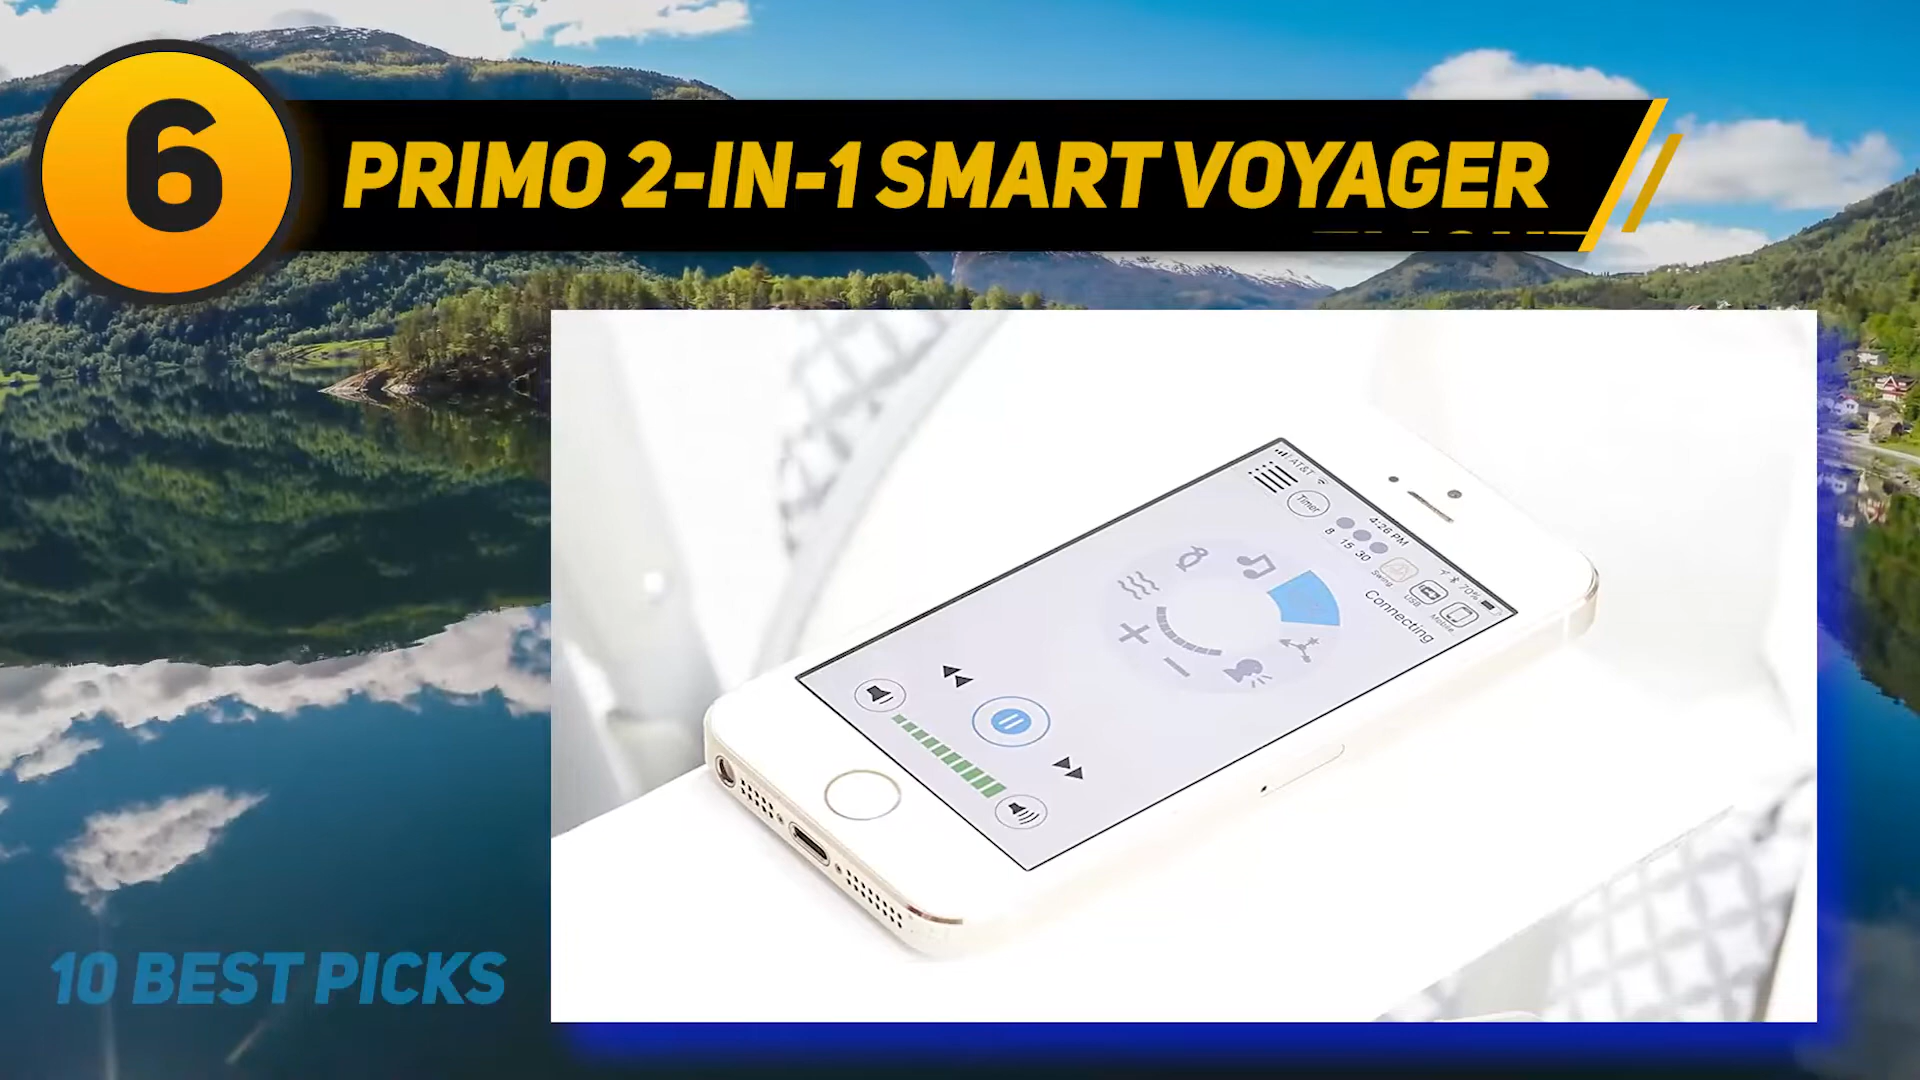 6
PRIMO 2-IN-1 SMART VOYAGER
AT&T
4:26 PM
70%
Timer
8 15 30
Swing
USB
Mobile
Connecting
10 BEST PICKS